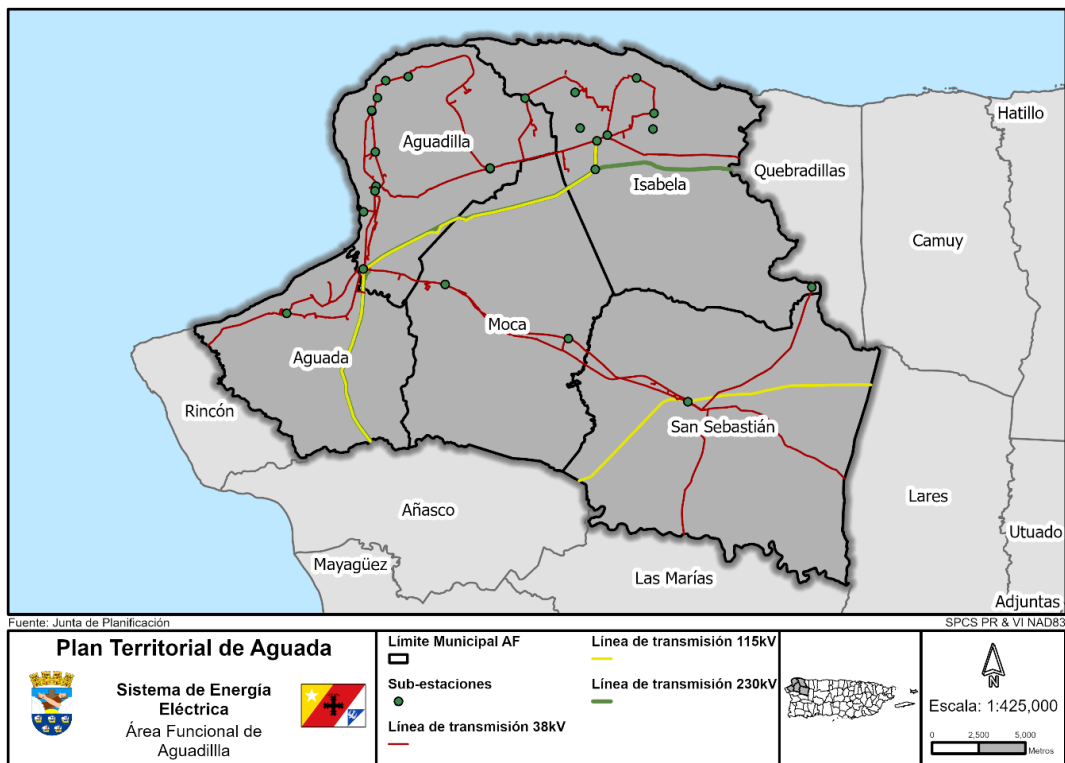 Hatillo
Aguadilla
Quebradillas
Isabela
Camuy
Moca
Aguada
Rincón
San Sebastián
Lares
Añasco
Utuado
Mayagüez
Las Marías
Adjuntas
Fuente: Junta de Planificación
SPCS PR & VI NAD83
Plan Territorial de Aguada
Sistema de Energía
Eléctrica
Área Funcional de
Aguadillla
Límite Municipal AF
Sub-estaciones
Línea de transmisión 38kV
Línea de transmisión 115kV
Línea de transmisión 230kV
N
Escala: 1:425,000
0 2,500 5,000
Metros